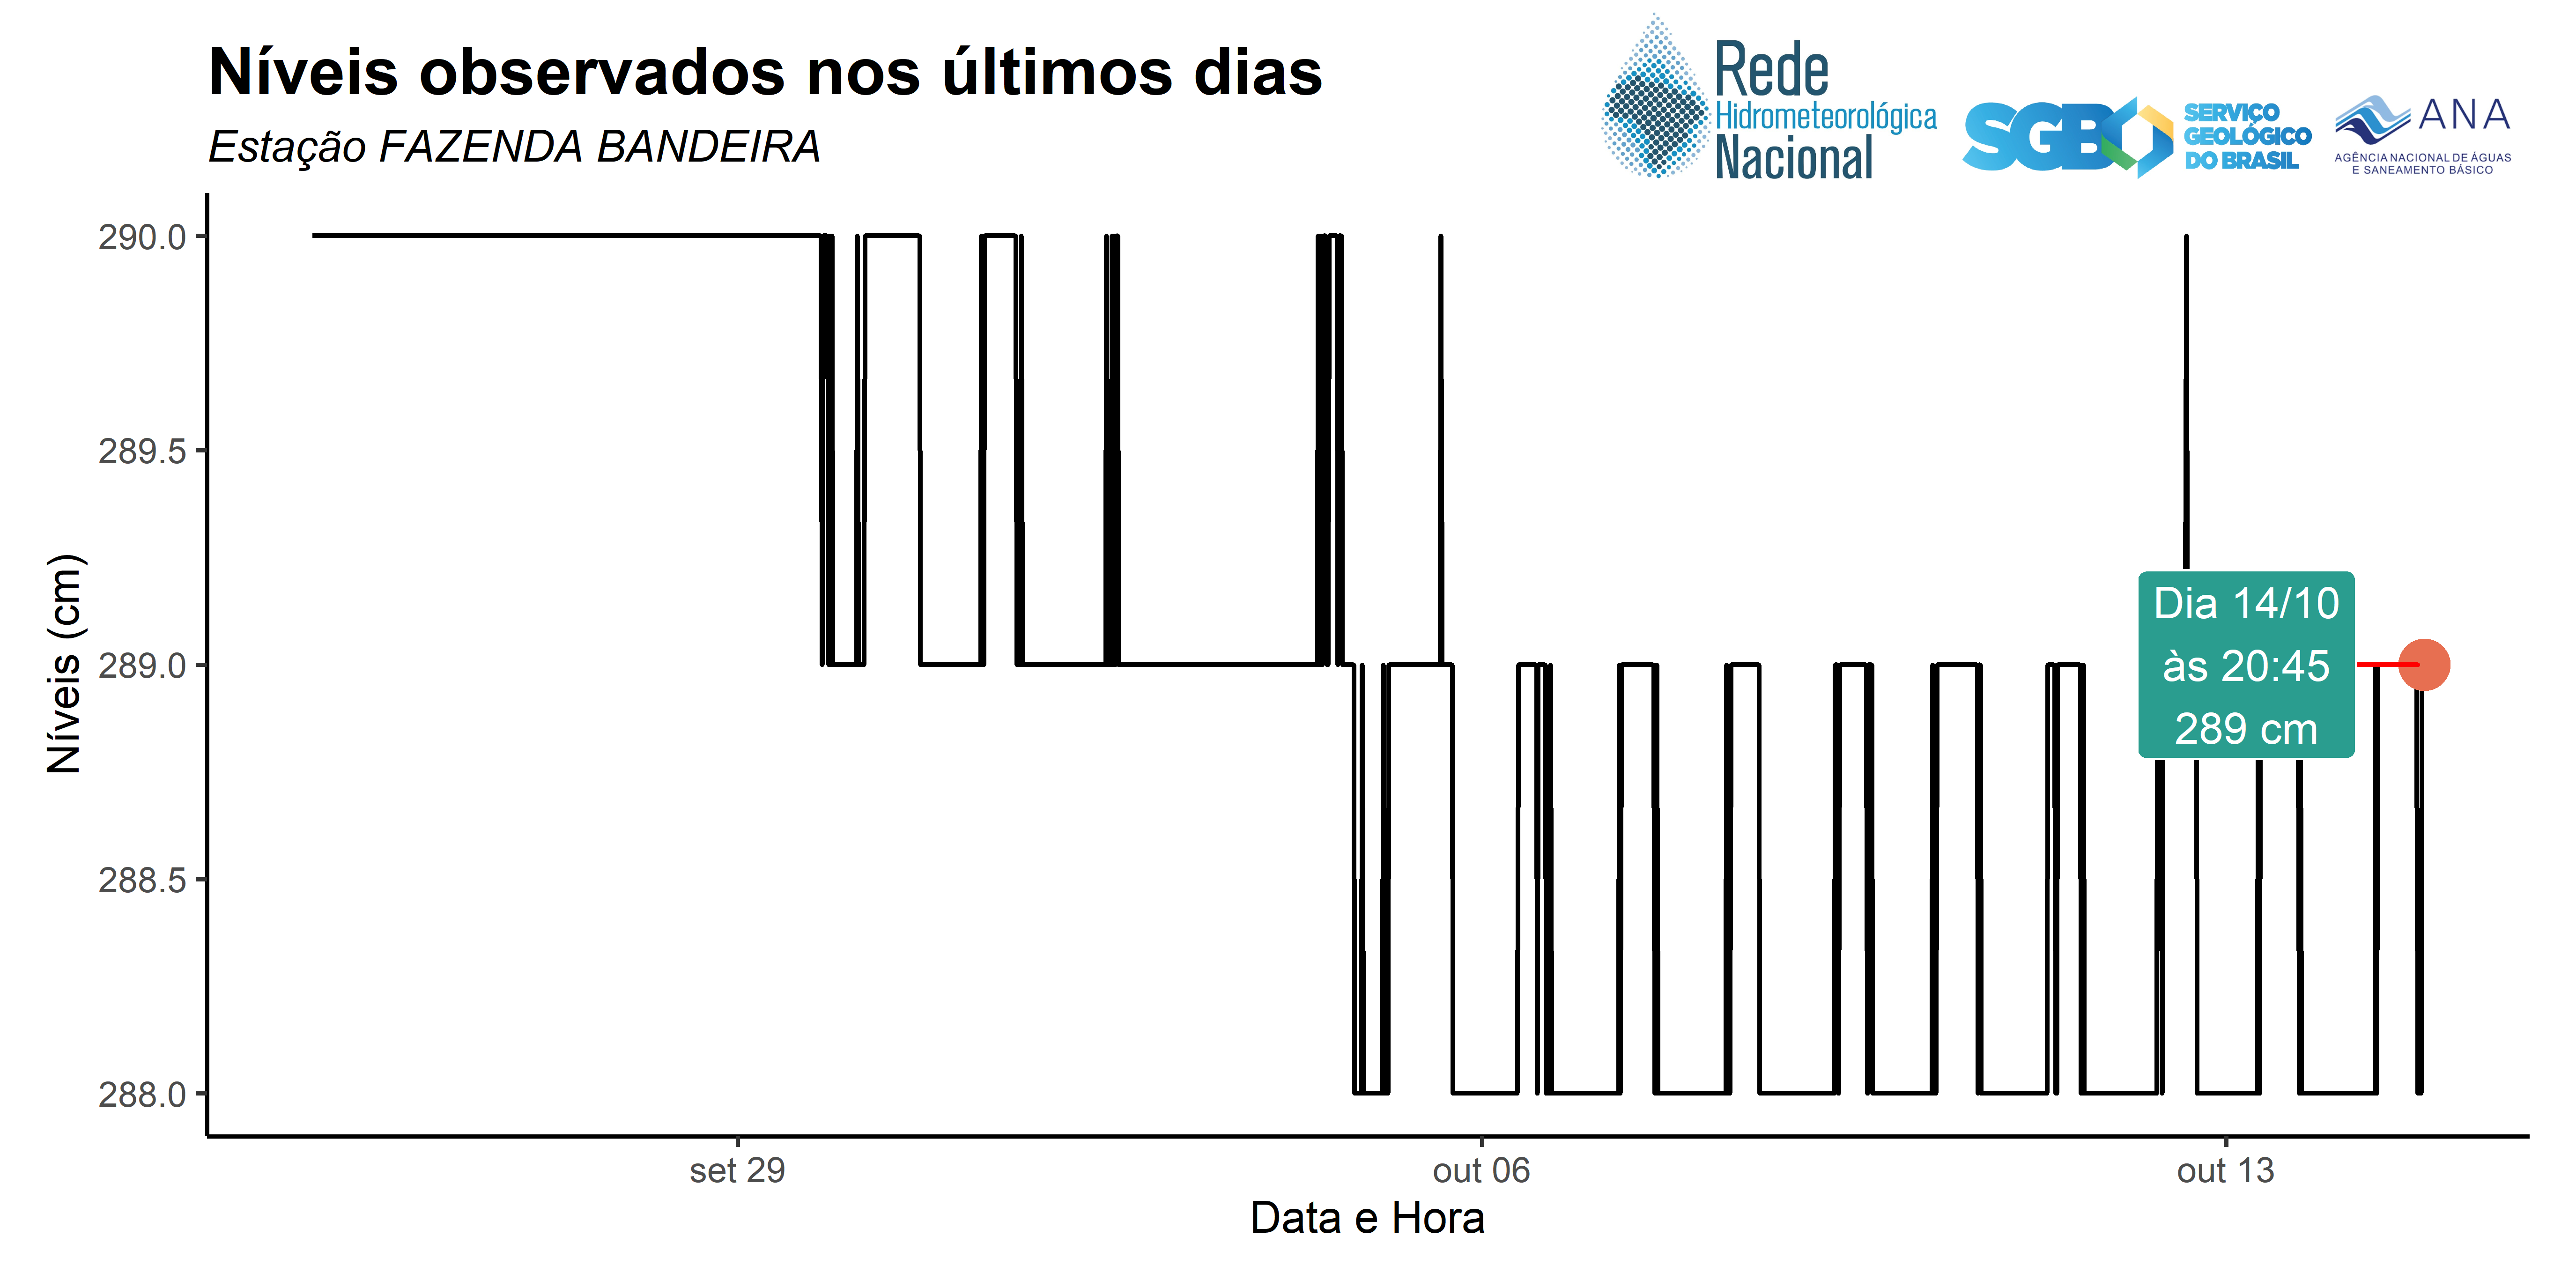 Níveis observados nos últimos dias
Estação FAZENDA BANDEIRA
Rede
Hidrometeorológica
Nacional
SGB
SERVIÇO
GEOLÓGICO
DO BRASIL
ANA
AGÊNCIA NACIONAL DE ÁGUAS
E SANEAMENTO BÁSICO
Níveis (cm)
290.0
289.5
289.0
288.5
288.0
Dia 14/10
às 20:45
289 cm
set 29
out 06
out 13
Data e Hora